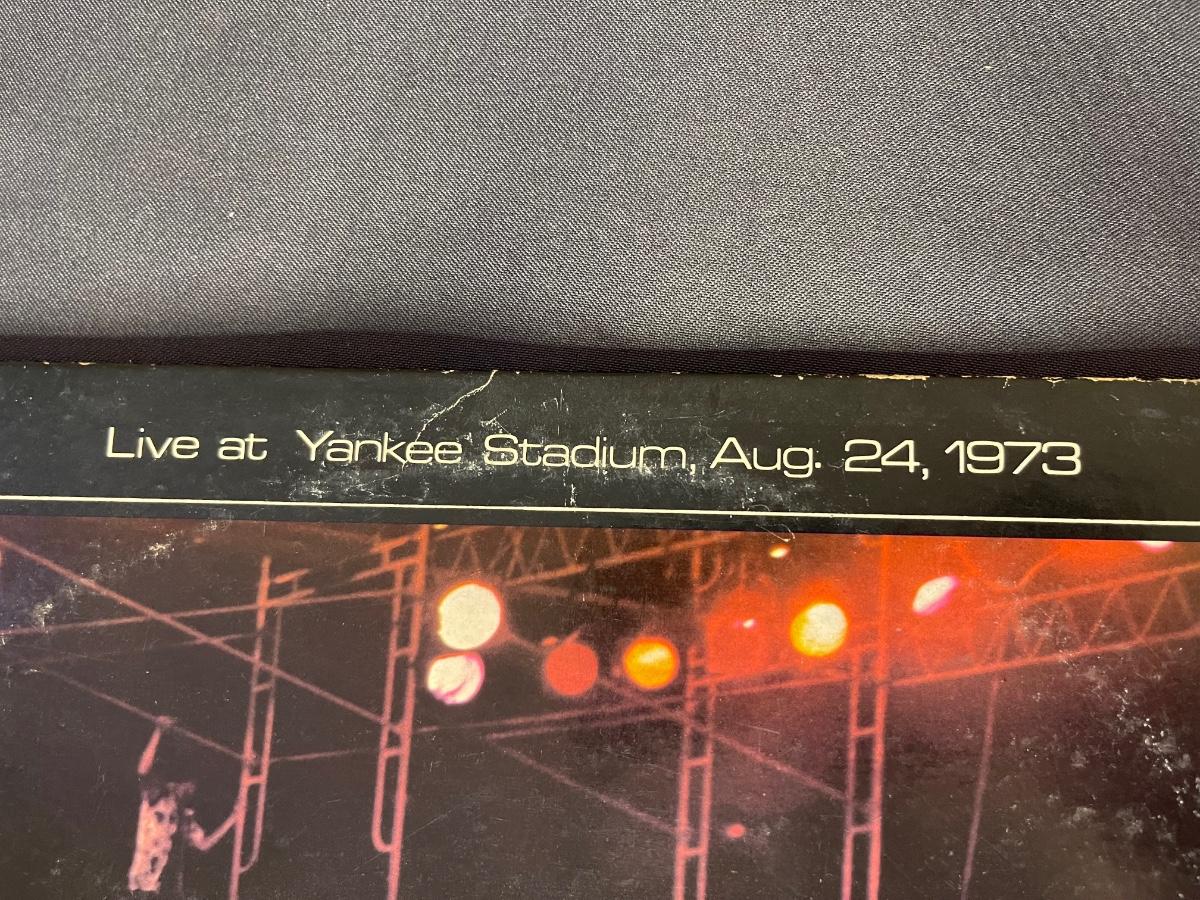 Live at Yankee Stadium, Aug. 24, 1973